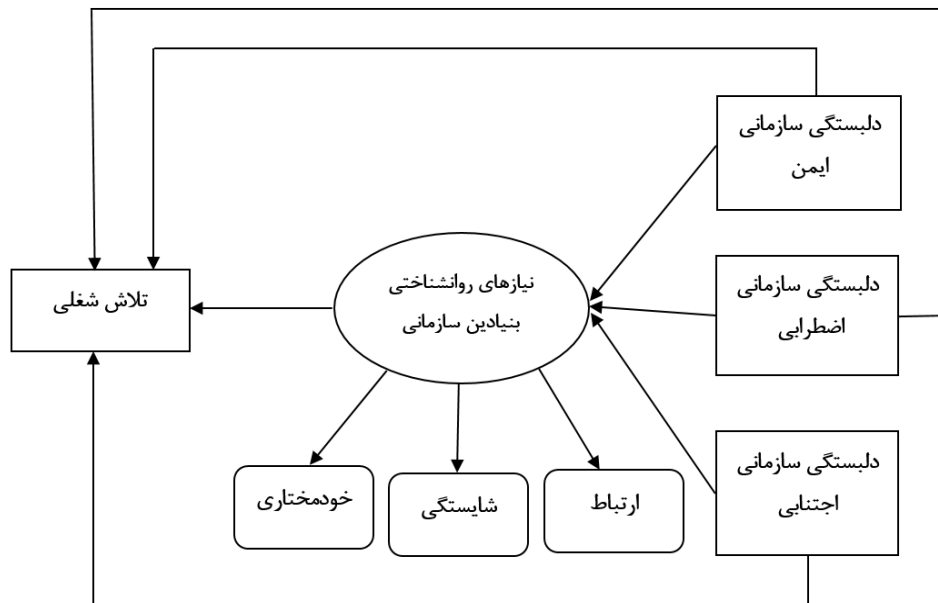 دلبستگی سازمانی
ایمن
دلبستگی سازمانی
اضطرابی
دلبستگی سازمانی
اجتنابی
نیازهای روانشناختی
بنیادین سازمانی
تلاش شغلی
ارتباط
شایستگی
خودمختاری